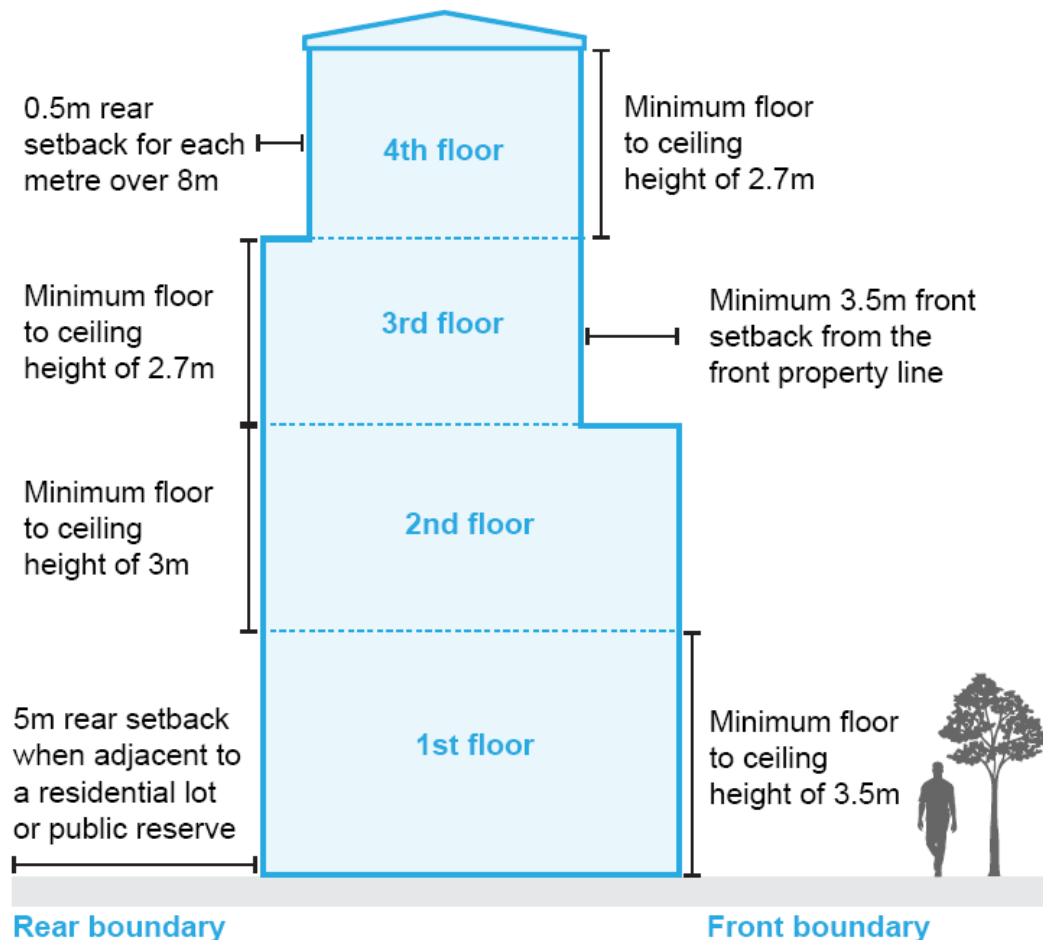 0.5m rear
setback for each
metre over 8m
4th floor
Minimum floor
to ceiling
height of 2.7m
Minimum floor
to ceiling
height of 2.7m
3rd floor
Minimum 3.5m front
setback from the
front property line
Minimum floor
to ceiling
height of 3m
2nd floor
5m rear setback
when adjacent to
a residential lot
or public reserve
1st floor
Minimum floor
to ceiling
height of 3.5m
Rear boundary
Front boundary